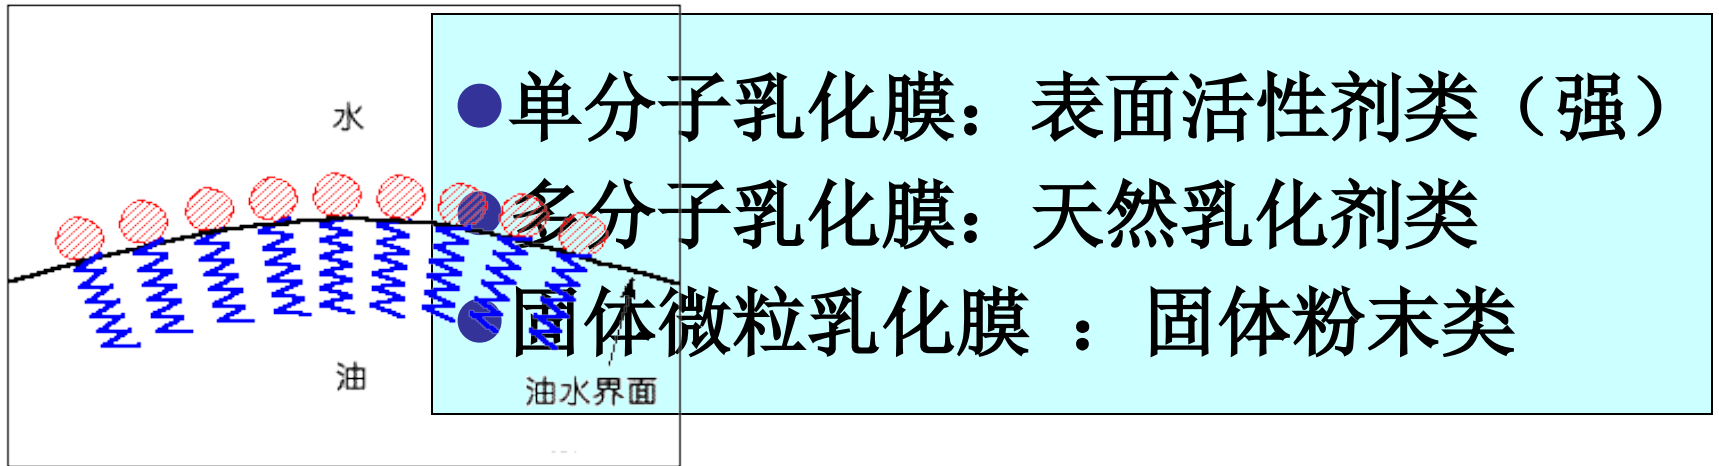 水
油
油水界面
●单分子乳化膜：表面活性剂类（强）
●多分子乳化膜：天然乳化剂类
●固体微粒乳化膜 ：固体粉末类